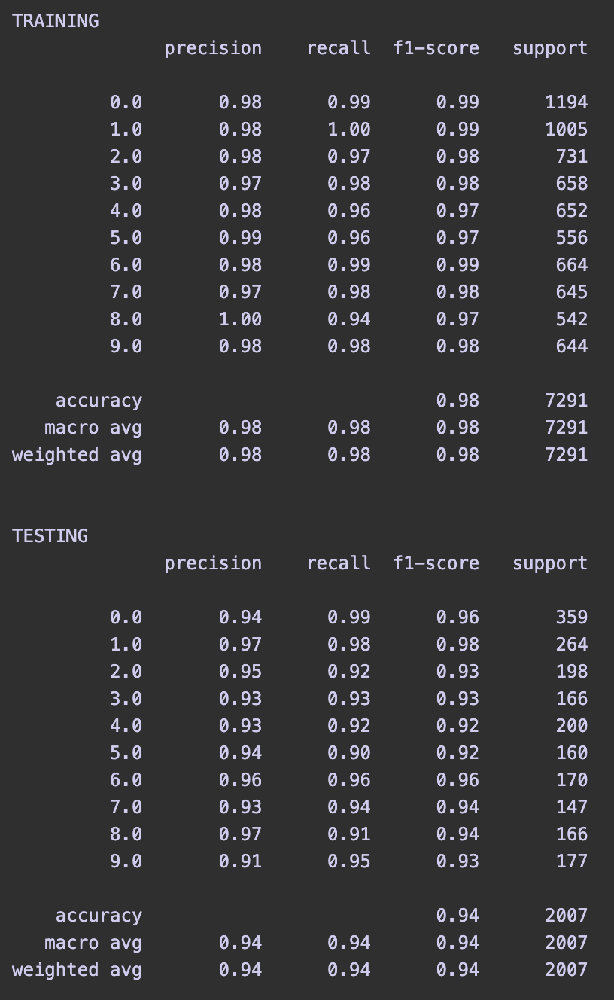 TRAINING
              precision    recall  f1-score   support

         0.0       0.98      0.99      0.99      1194
         1.0       0.98      1.00      0.99      1005
         2.0       0.98      0.97      0.98       731
         3.0       0.97      0.98      0.98       658
         4.0       0.98      0.96      0.97       652
         5.0       0.99      0.96      0.97       556
         6.0       0.98      0.99      0.99       664
         7.0       0.97      0.98      0.98       645
         8.0       1.00      0.94      0.97       542
         9.0       0.98      0.98      0.98       644

    accuracy                           0.98      7291
   macro avg       0.98      0.98      0.98      7291
weighted avg       0.98      0.98      0.98      7291

TESTING
              precision    recall  f1-score   support

         0.0       0.94      0.99      0.96       359
         1.0       0.97      0.98      0.98       264
         2.0       0.95      0.92      0.93       198
         3.0       0.93      0.93      0.93       166
         4.0       0.93      0.92      0.92       200
         5.0       0.94      0.90      0.92       160
         6.0       0.96      0.96      0.96       170
         7.0       0.93      0.94      0.94       147
         8.0       0.97      0.91      0.94       166
         9.0       0.91      0.95      0.93       177

    accuracy                           0.94      2007
   macro avg       0.94      0.94      0.94      2007
weighted avg       0.94      0.94      0.94      2007